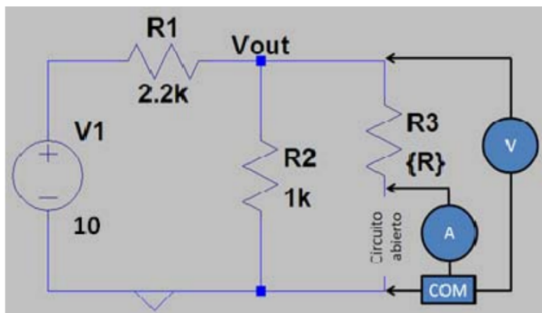 R1
Vout
2.2k
V1
10
R2
1k
R3
{R}
V
A
Circuito
abierto
COM